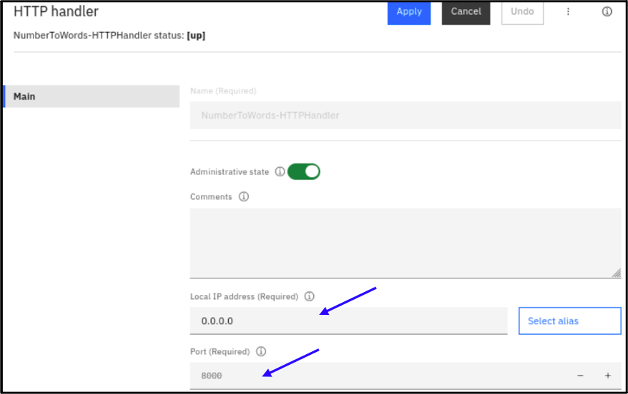 HTTP handler
Apply
Cancel
Undo
NumberToWords-HTTPHandler status: [up]
Main
Name (Required)
NumberToWords-HTTPHandler
Administrative state
Comments
Local IP address (Required)
0.0.0.0
Select alias
Port (Required)
8000